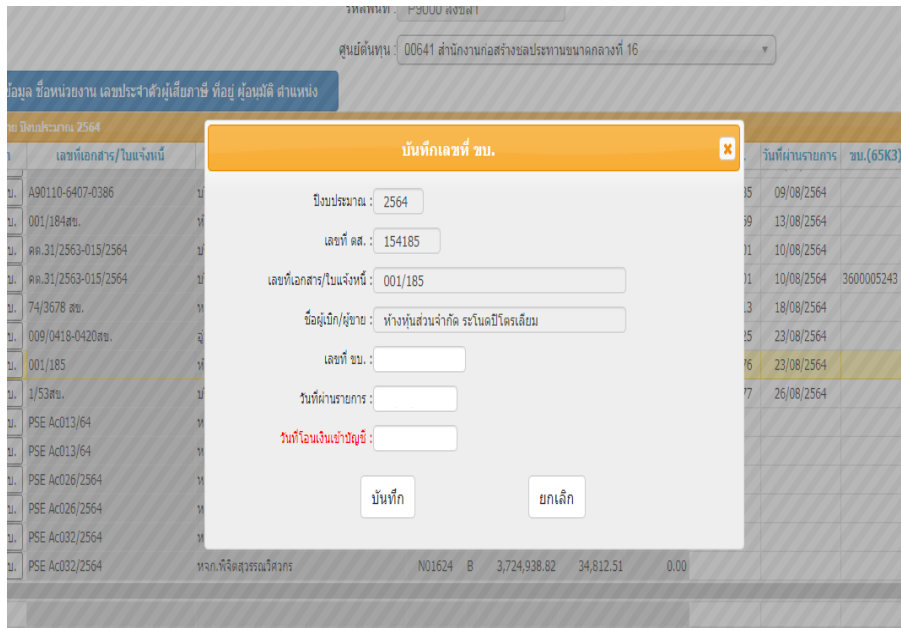 รหัสพื้นที่ : P9000 สงขลา
ศูนย์ต้นทุน : 00641 สำนักงานก่อสร้างชลประทานขนาดกลางที่ 16
ข้อมูล ชื่อหน่วยงาน เลขประจำตัวผู้เสียภาษี ที่อยู่ ผู้อนุมัติ ตำแหน่ง
ปีงบประมาณ 2564
เลขที่เอกสาร/ใบแจ้งหนี้ วันที่ผ่านรายการ ขบ.(65K3)
A90110-6407-0386 09/08/2564
001/184สข. 13/08/2564
คต.31/2563-015/2564 10/08/2564
คต.31/2563-015/2564 10/08/2564 3600005243
74/3678 สข. 18/08/2564
009/0418-0420สข. 23/08/2564
001/185 23/08/2564
1/53สข. 26/08/2564
PSE Ac013/64
PSE Ac013/64
PSE Ac026/2564
PSE Ac026/2564
PSE Ac032/2564
PSE Ac032/2564 หจก.พิจิตสุวรรณวิศวกร N01624 B 3,724,938.82 34,812.51 0.00
บันทึกเลขที่ ขบ.
ปีงบประมาณ : 2564
เลขที่ ตส. : 154185
เลขที่เอกสาร/ใบแจ้งหนี้ : 001/185
ชื่อผู้เบิก/ผู้ขาย : ห้างหุ้นส่วนจำกัด ระโนดปิโตรเลียม
เลขที่ ขบ. :
วันที่ผ่านรายการ :
วันที่โอนเงินเข้าบัญชี :
บันทึก ยกเลิก